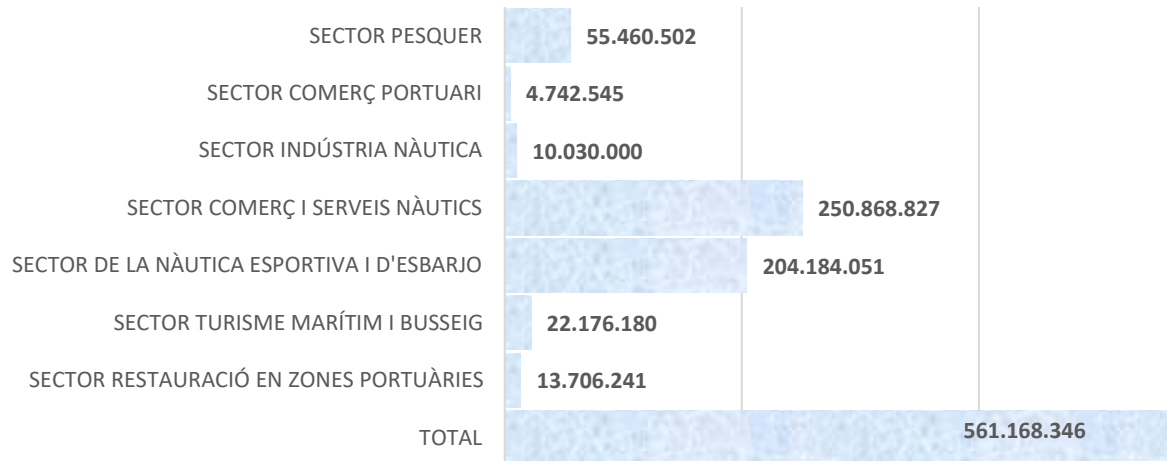 SECTOR PESQUER 55.460.502
SECTOR COMERÇ PORTUARI 4.742.545
SECTOR INDÚSTRIA NÀUTICA 10.030.000
SECTOR COMERÇ I SERVEIS NÀUTICS 250.868.827
SECTOR DE LA NÀUTICA ESPORTIVA I D'ESBARJO 204.184.051
SECTOR TURISME MARÍTIM I BUSSEIG 22.176.180
SECTOR RESTAURACIÓ EN ZONES PORTUÀRIES 13.706.241
TOTAL 561.168.346